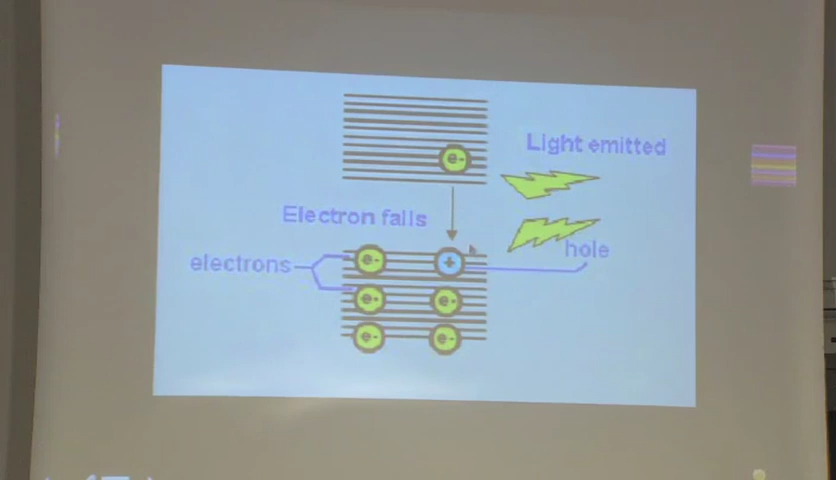 e-
Light emitted
Electron falls
electrons
e-
+
hole
e-
e-
e-
e-